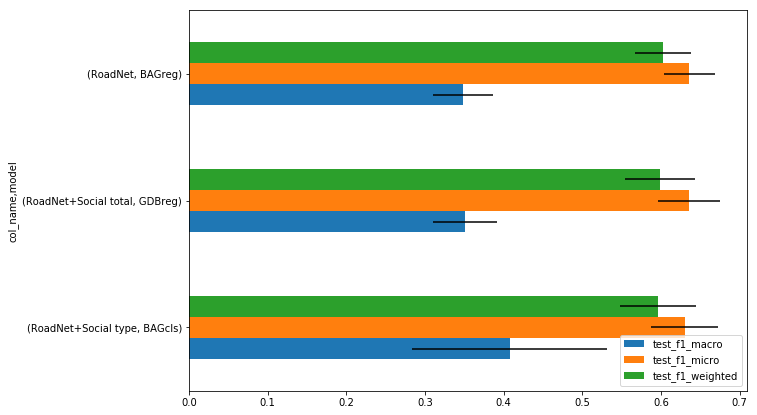 (RoadNet, BAGreg)
(RoadNet+Social total, GDBreg)
(RoadNet+Social type, BAGcls)
col_name,model
test_f1_macro
test_f1_micro
test_f1_weighted
0.0 0.1 0.2 0.3 0.4 0.5 0.6 0.7